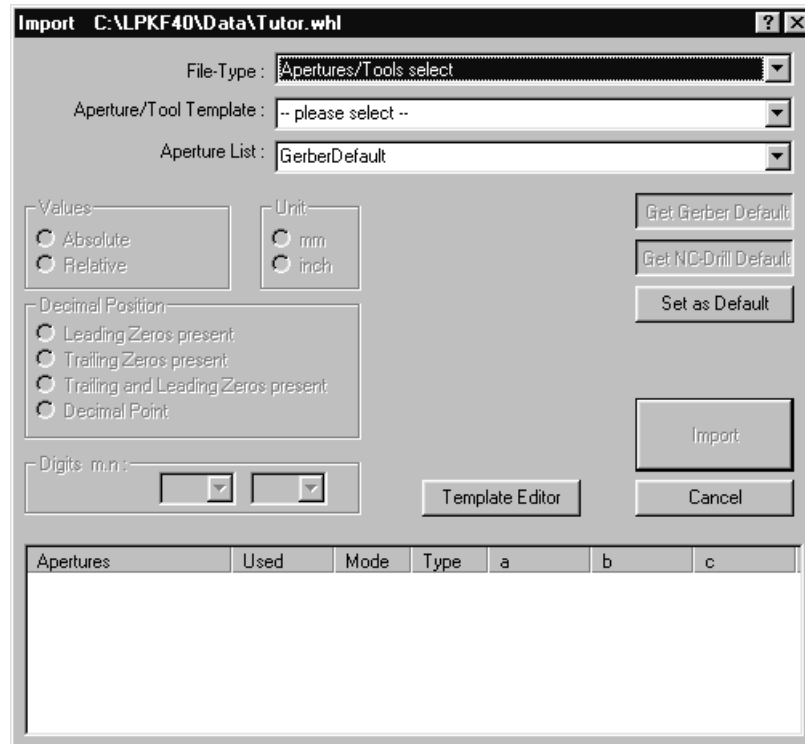 Import C:\LPKF40\Data\Tutor.whl
File-Type : Apertures/Tools select
Aperture/Tool Template : -- please select --
Aperture List : GerberDefault
Values
Absolute
Relative
Unit
mm
inch
Get Gerber Default
Get NC-Drill Default
Set as Default
Decimal Position
Leading Zeros present
Trailing Zeros present
Trailing and Leading Zeros present
Decimal Point
Import
Digits m.n :
Template Editor
Cancel
Apertures Used Mode Type a b c